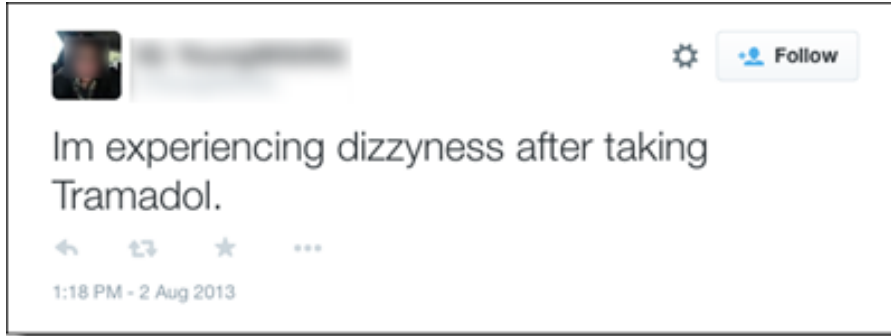 Follow
Im experiencing dizzyness after taking
Tramadol.
1:18 PM - 2 Aug 2013